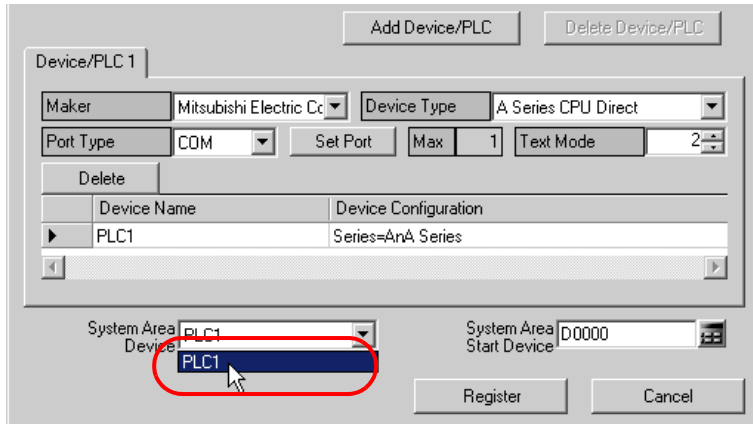 Add Device/PLC Delete Device/PLC
Device/PLC 1
Maker Mitsubishi Electric Co Device Type A Series CPU Direct
Port Type COM Set Port Max 1 Text Mode 2
Delete
Device Name Device Configuration
PLC1 Series=AnA Series
System Area Device PLC1 System Area Start Device D0000
PLC1
Register Cancel